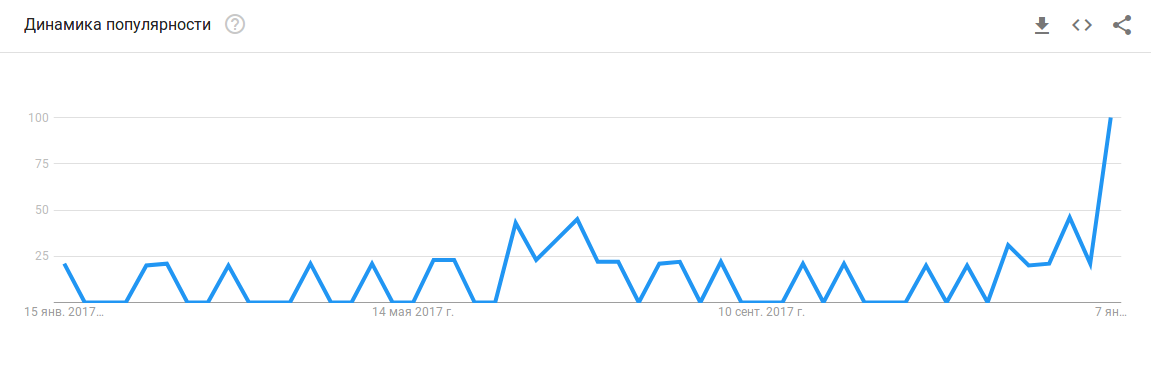 Динамика популярности
100
75
50
25
15 янв. 2017…
14 мая 2017 г.
10 сент. 2017 г.
7 ян…